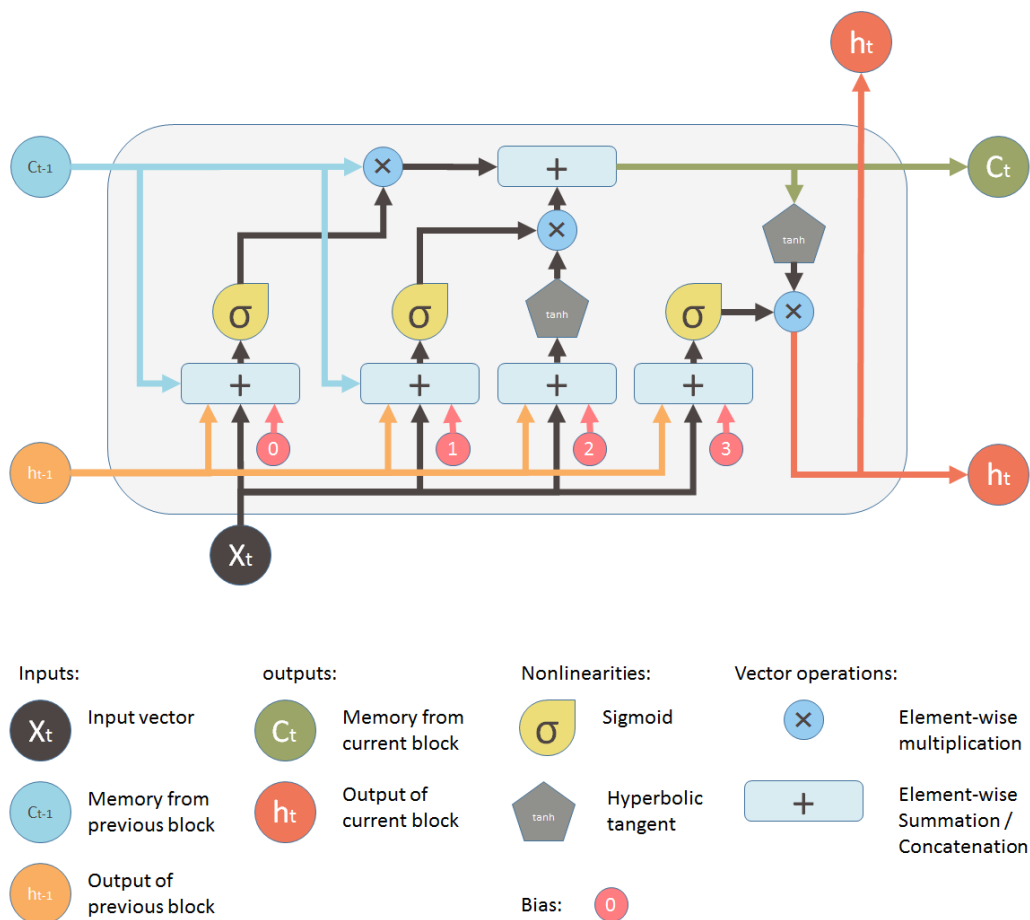 ht
Ct-1
×
+
Ct
×
tanh
σ
σ
tanh
σ
×
+
+
+
+
0
1
2
3
ht-1
ht
Xt
Inputs:
outputs:
Nonlinearities:
Vector operations:
Xt
Input vector
Ct
Memory from
current block
σ
Sigmoid
×
Element-wise
multiplication
Ct-1
Memory from
previous block
ht
Output of
current block
tanh
Hyperbolic
tangent
+
Element-wise
Summation /
Concatenation
ht-1
Output of
previous block
Bias:
0